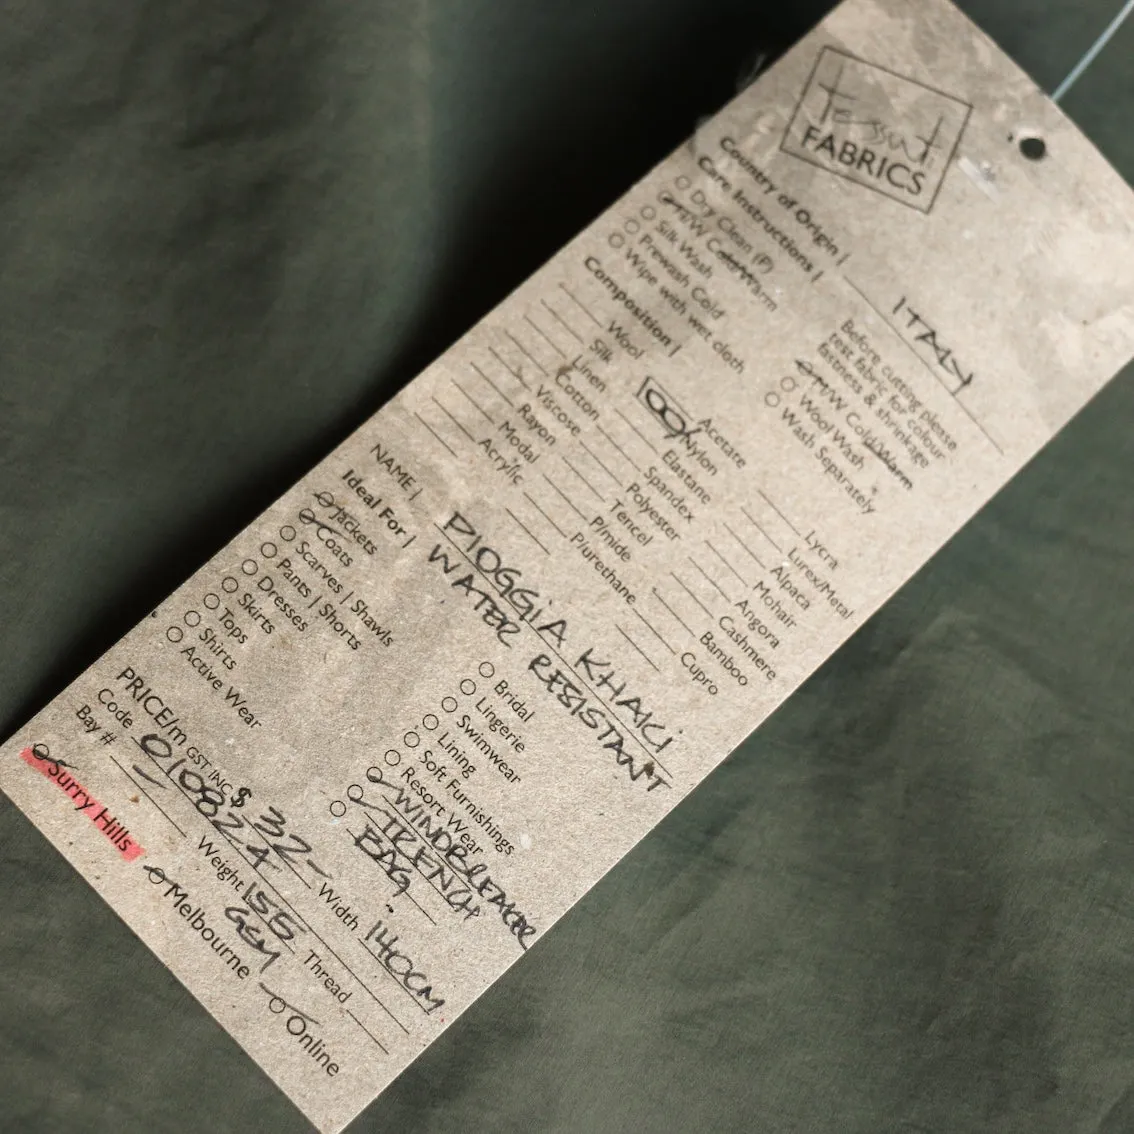 Tessuti
FABRICS
Country of Origin | ITALY
Care Instructions |
Before cutting please
test fabric for colour
fastness & shrinkage
Dry Clean (P)
H/W Cold/Warm
Silk Wash
Prewash Cold
Wipe with wet cloth
M/W Cold/Warm
Wool Wash
Wash Separately
Composition |
Wool
Silk
Linen
Cotton
Viscose
Rayon
Modal
Acrylic
Acetate
100% Nylon
Elastane
Spandex
Polyester
Tencel
P/mide
P/urethane
Lycra
Lurex/Metal
Alpaca
Mohair
Angora
Cashmere
Bamboo
Cupro
NAME | PIOGGIA KHAKI
WATER RESISTANT
Ideal For |
Jackets
Coats
Scarves | Shawls
Pants | Shorts
Dresses
Skirts
Tops
Shirts
Active Wear
Bridal
Lingerie
Swimwear
Lining
Soft Furnishings
Resort Wear
WINDBREAKER
TRENCH
BAG.
PRICE/m GST INC $ 32- Width 140CM
Code 010824 Weight 155 GSM Thread
Bay #
Surry Hills
Melbourne
Online